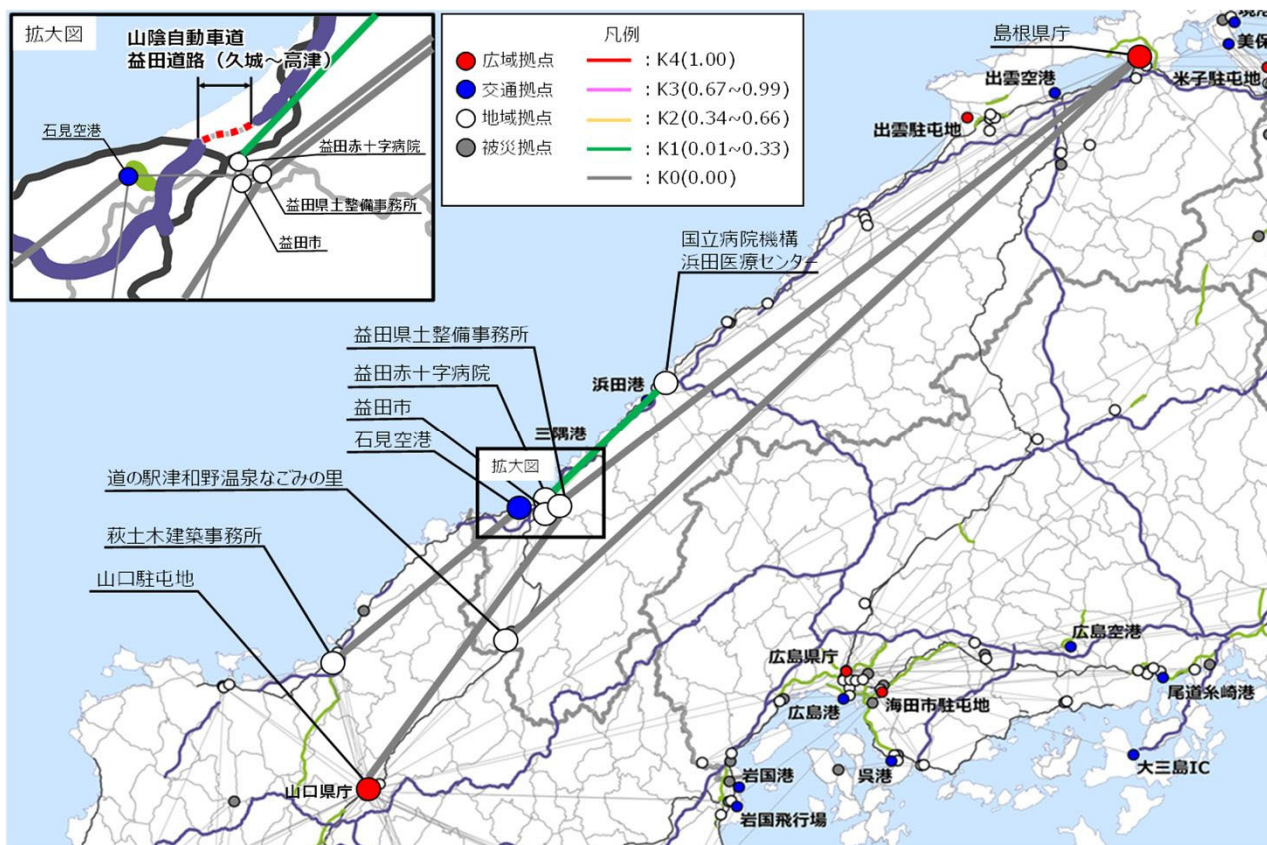 拡大図
山陰自動車道
益田道路（久城～高津）
石見空港
益田赤十字病院
益田県土整備事務所
益田市
凡例
広域拠点
交通拠点
地域拠点
被災拠点
: K4(1.00)
: K3(0.67~0.99)
: K2(0.34~0.66)
: K1(0.01~0.33)
: K0(0.00)
島根県庁
美保
米子駐屯地
出雲空港
出雲駐屯地
国立病院機構
浜田医療センター
益田県土整備事務所
益田赤十字病院
益田市
石見空港
浜田港
三隅港
拡大図
道の駅津和野温泉なごみの里
萩土木建築事務所
山口駐屯地
山口県庁
広島県庁
広島港
海田市駐屯地
呉港
広島空港
尾道糸崎港
大三島IC
岩国港
岩国飛行場